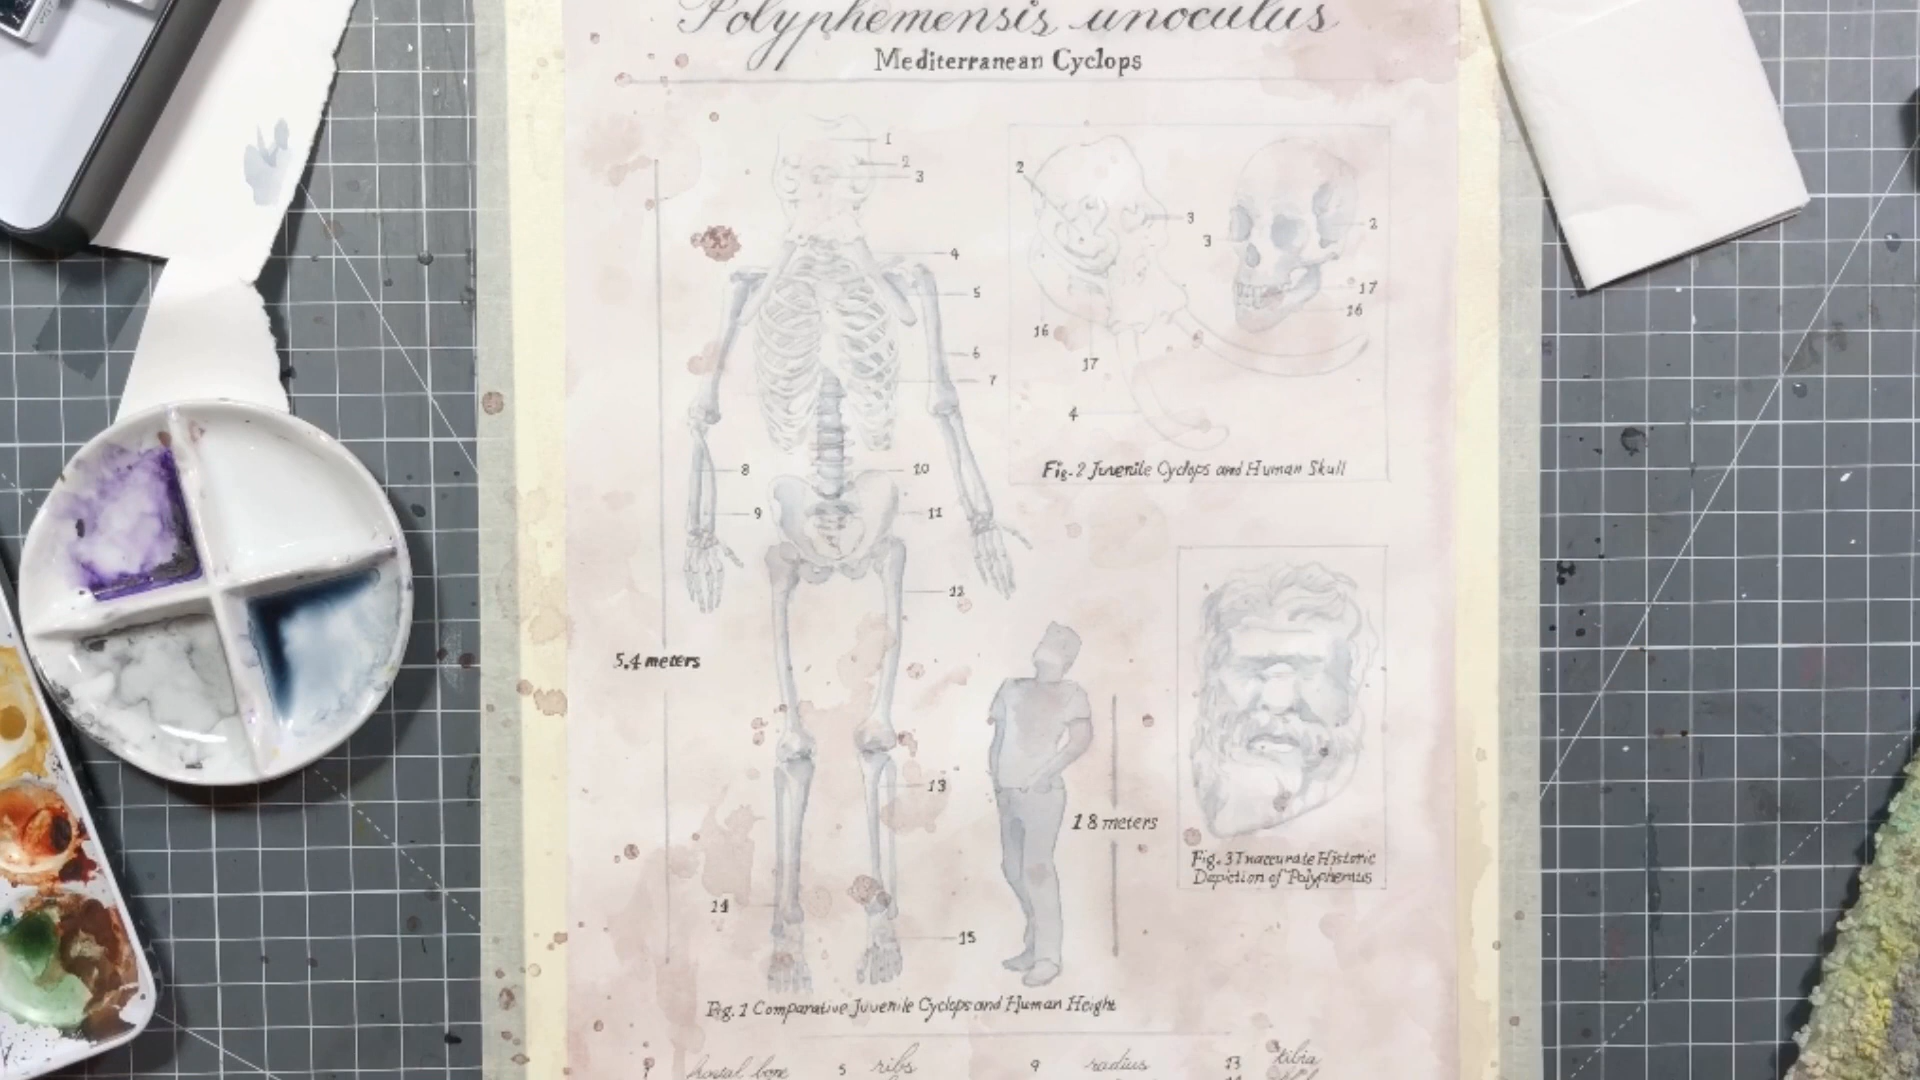 Polyphemensis unoculus
Mediterranean Cyclops
1
2
3
4
5
6
7
8
9
10
11
12
13
14
15
5.4 meters
1 8 meters
Fig. 1 Comparative Juvenile Cyclops and Human Height
2
3
16
17
4
3
2
17
16
Fig. 2 Juvenile Cyclops and Human Skull
Fig. 3 Inaccurate Historic
Depiction of Polyphemus
1 frontal bone 5 ribs 9 radius 13 tibia